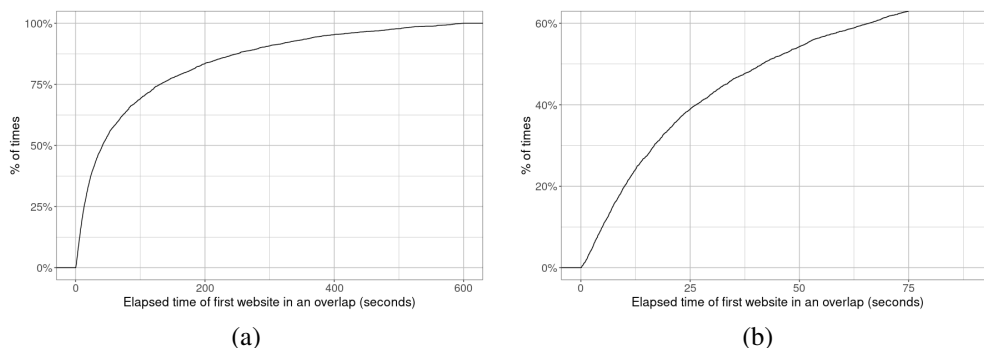 100%
75%
50%
25%
0%
% of times
0
200
400
600
Elapsed time of first website in an overlap (seconds)
(a)
60%
40%
20%
0%
% of times
0
25
50
75
Elapsed time of first website in an overlap (seconds)
(b)